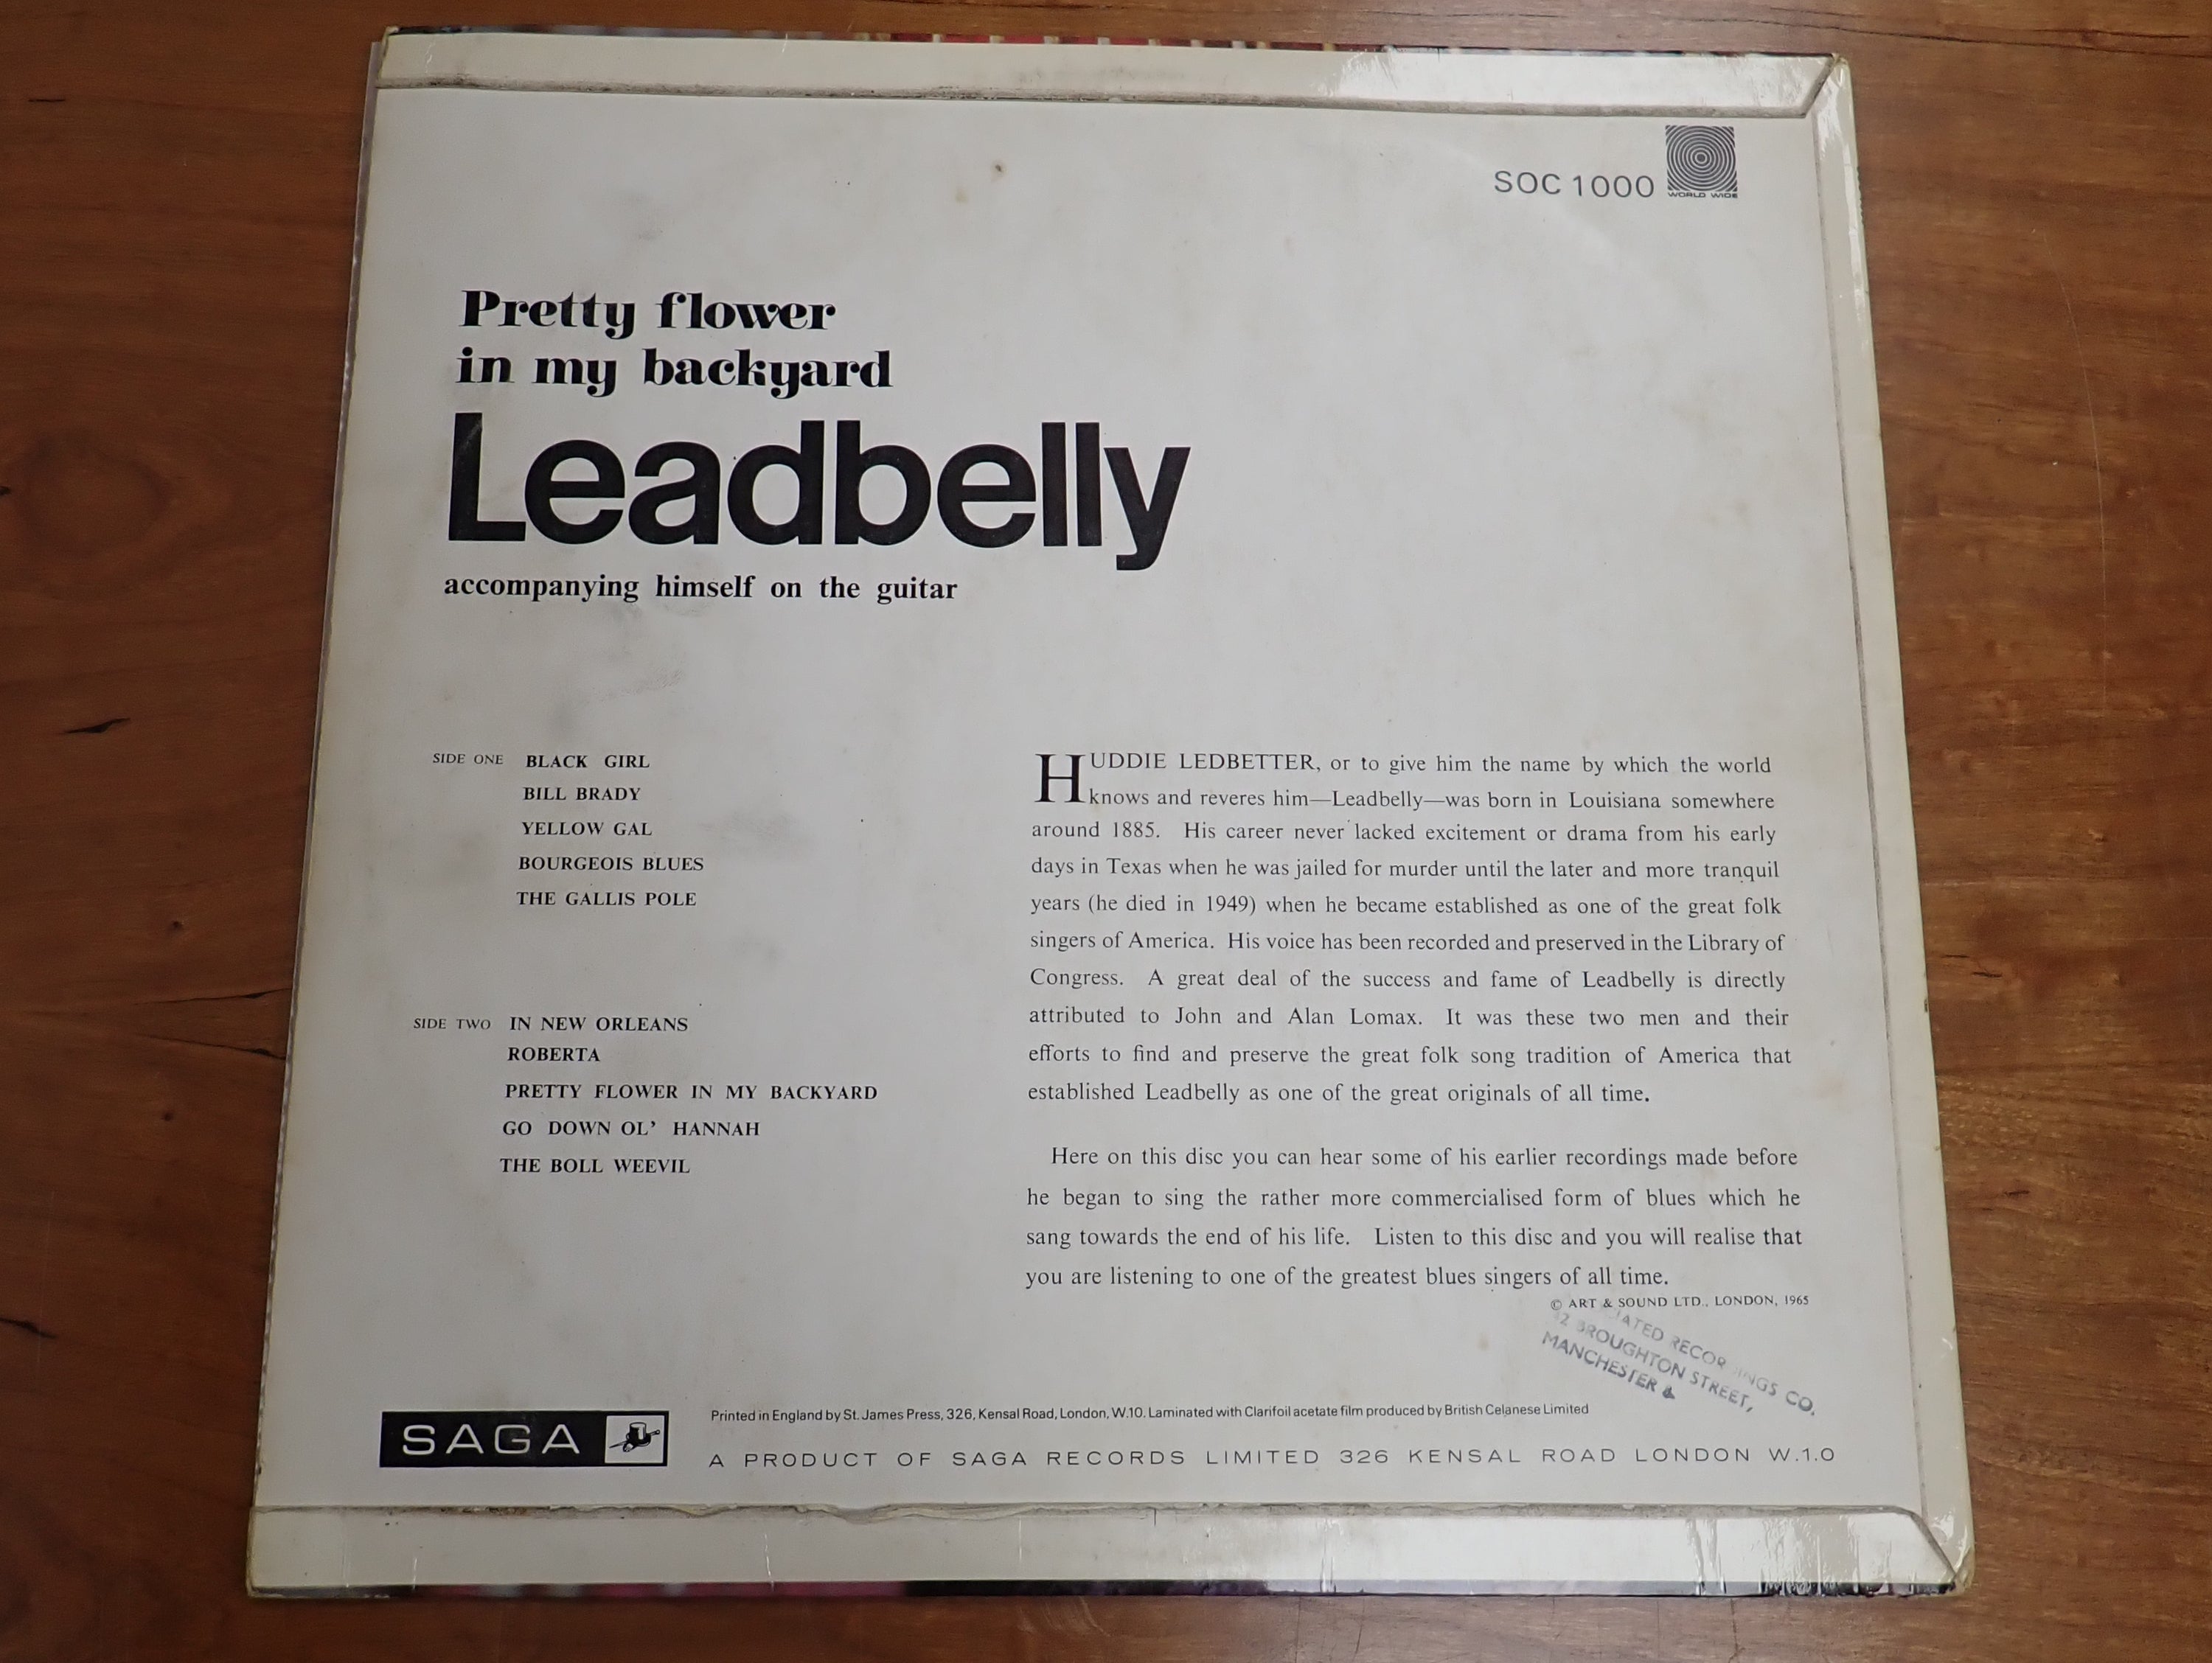 SOC 1000
WORLD WIDE
Pretty flower
in my backyard
Leadbelly
accompanying himself on the guitar
SIDE ONE BLACK GIRL
BILL BRADY
YELLOW GAL
BOURGEOIS BLUES
THE GALLIS POLE
SIDE TWO IN NEW ORLEANS
ROBERTA
PRETTY FLOWER IN MY BACKYARD
GO DOWN OL' HANNAH
THE BOLL WEEVIL
HUDDIE LEDBETTER, or to give him the name by which the world
knows and reveres him—Leadbelly—was born in Louisiana somewhere
around 1885. His career never lacked excitement or drama from his early
days in Texas when he was jailed for murder until the later and more tranquil
years (he died in 1949) when he became established as one of the great folk
singers of America. His voice has been recorded and preserved in the Library of
Congress. A great deal of the success and fame of Leadbelly is directly
attributed to John and Alan Lomax. It was these two men and their
efforts to find and preserve the great folk song tradition of America that
established Leadbelly as one of the great originals of all time.
Here on this disc you can hear some of his earlier recordings made before
he began to sing the rather more commercialised form of blues which he
sang towards the end of his life. Listen to this disc and you will realise that
you are listening to one of the greatest blues singers of all time.
© ART & SOUND LTD., LONDON, 1965
CO.
BROUGHTON STREET,
MANCHESTER
SAGA
Printed in England by St. James Press, 326, Kensal Road, London, W.10. Laminated with Clarifoil acetate film produced by British Celanese Limited
A PRODUCT OF SAGA RECORDS LIMITED 326 KENSAL ROAD LONDON W.1.0